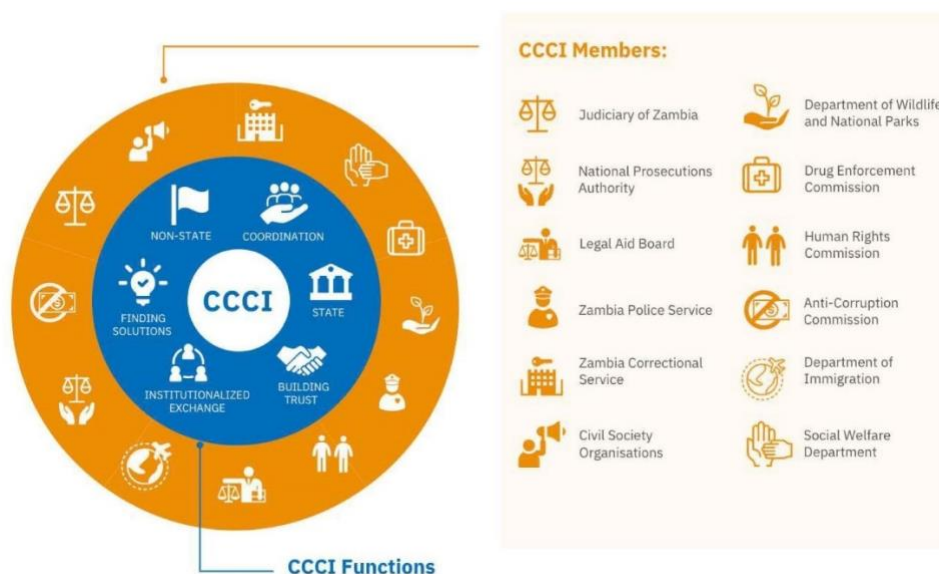 CCCI Members:
Judiciary of Zambia
National Prosecutions
Authority
Legal Aid Board
Zambia Police Service
Zambia Correctional
Service
Civil Society
Organisations
Department of Wildlife
and National Parks
Drug Enforcement
Commission
Human Rights
Commission
Anti-Corruption
Commission
Department of
Immigration
Social Welfare
Department
NON-STATE
COORDINATION
CCCI
STATE
FINDING
SOLUTIONS
BUILDING
TRUST
INSTITUTIONALIZED
EXCHANGE
CCCI Functions